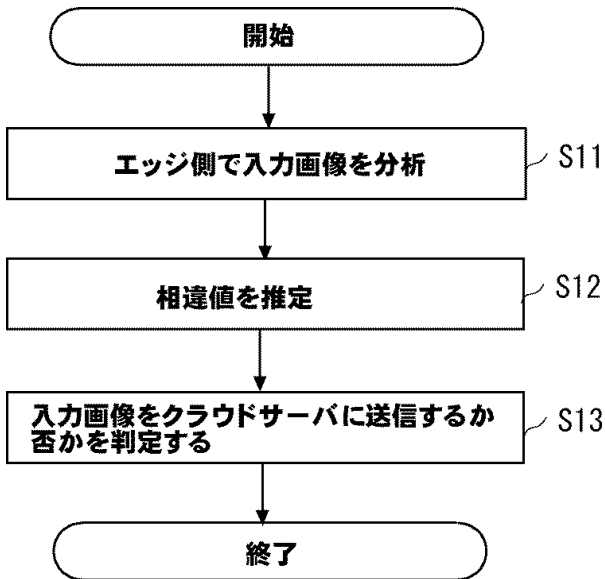 開始
エッジ側で入力画像を分析
S11
相違値を推定
S12
入力画像をクラウドサーバに送信するか
否かを判定する
S13
終了